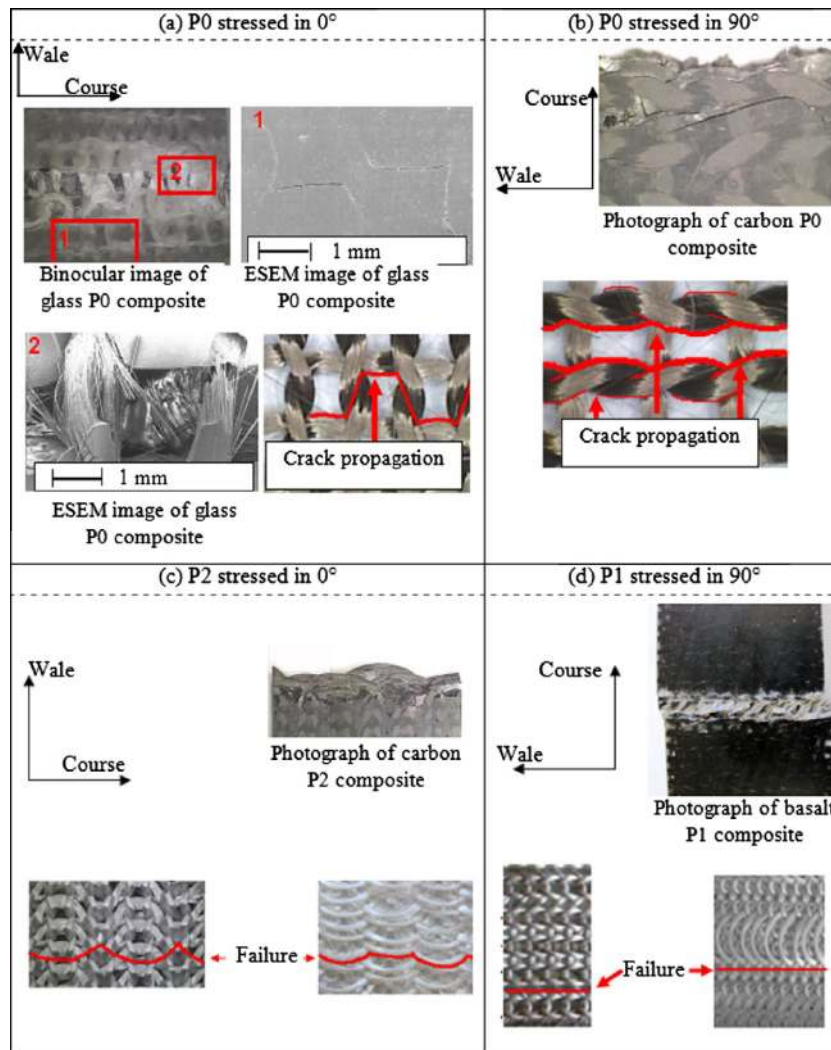 (a) P0 stressed in 0°
Wale
Course
1
2
1
1 mm
Binocular image of
glass P0 composite
ESEM image of glass
P0 composite
2
1 mm
ESEM image of glass
P0 composite
Crack propagation
(b) P0 stressed in 90°
Course
Wale
Photograph of carbon P0
composite
Crack propagation
(c) P2 stressed in 0°
Wale
Course
Photograph of carbon
P2 composite
Failure
(d) P1 stressed in 90°
Course
Wale
Photograph of basalt
P1 composite
Failure